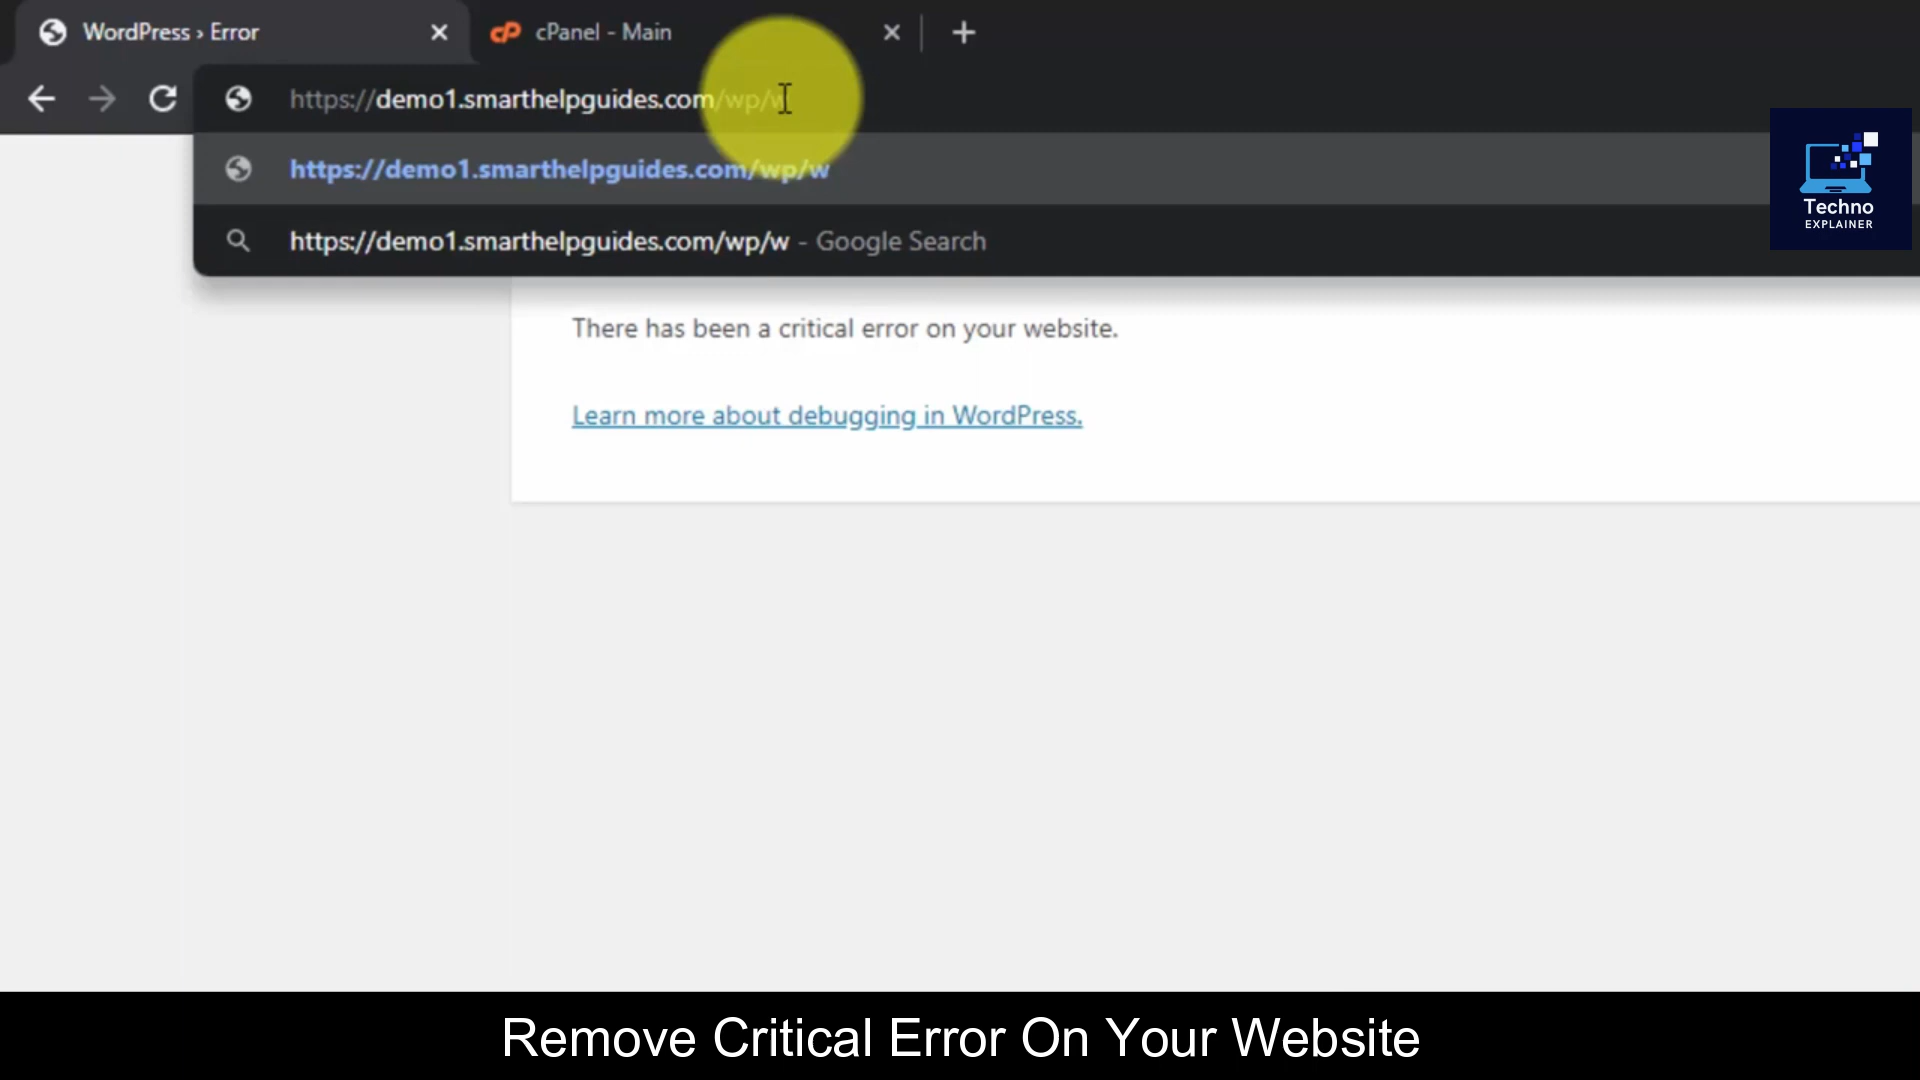 WordPress › Error
cPanel - Main
https://demo1.smarthelpguides.com/wp/w
https://demo1.smarthelpguides.com/wp/w
https://demo1.smarthelpguides.com/wp/w - Google Search
Techno
EXPLAINER
There has been a critical error on your website.
Learn more about debugging in WordPress.
Remove Critical Error On Your Website